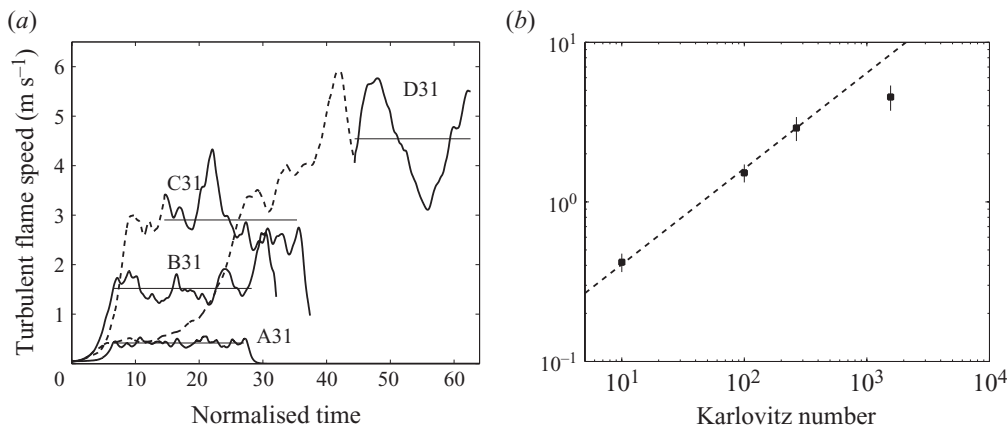 (a)
6
5
4
3
2
1
0
10
20
30
40
50
60
Turbulent flame speed (m s⁻¹)
Normalised time
A31
B31
C31
D31
(b)
10¹
10⁰
10⁻¹
10¹
10²
10³
10⁴
Karlovitz number